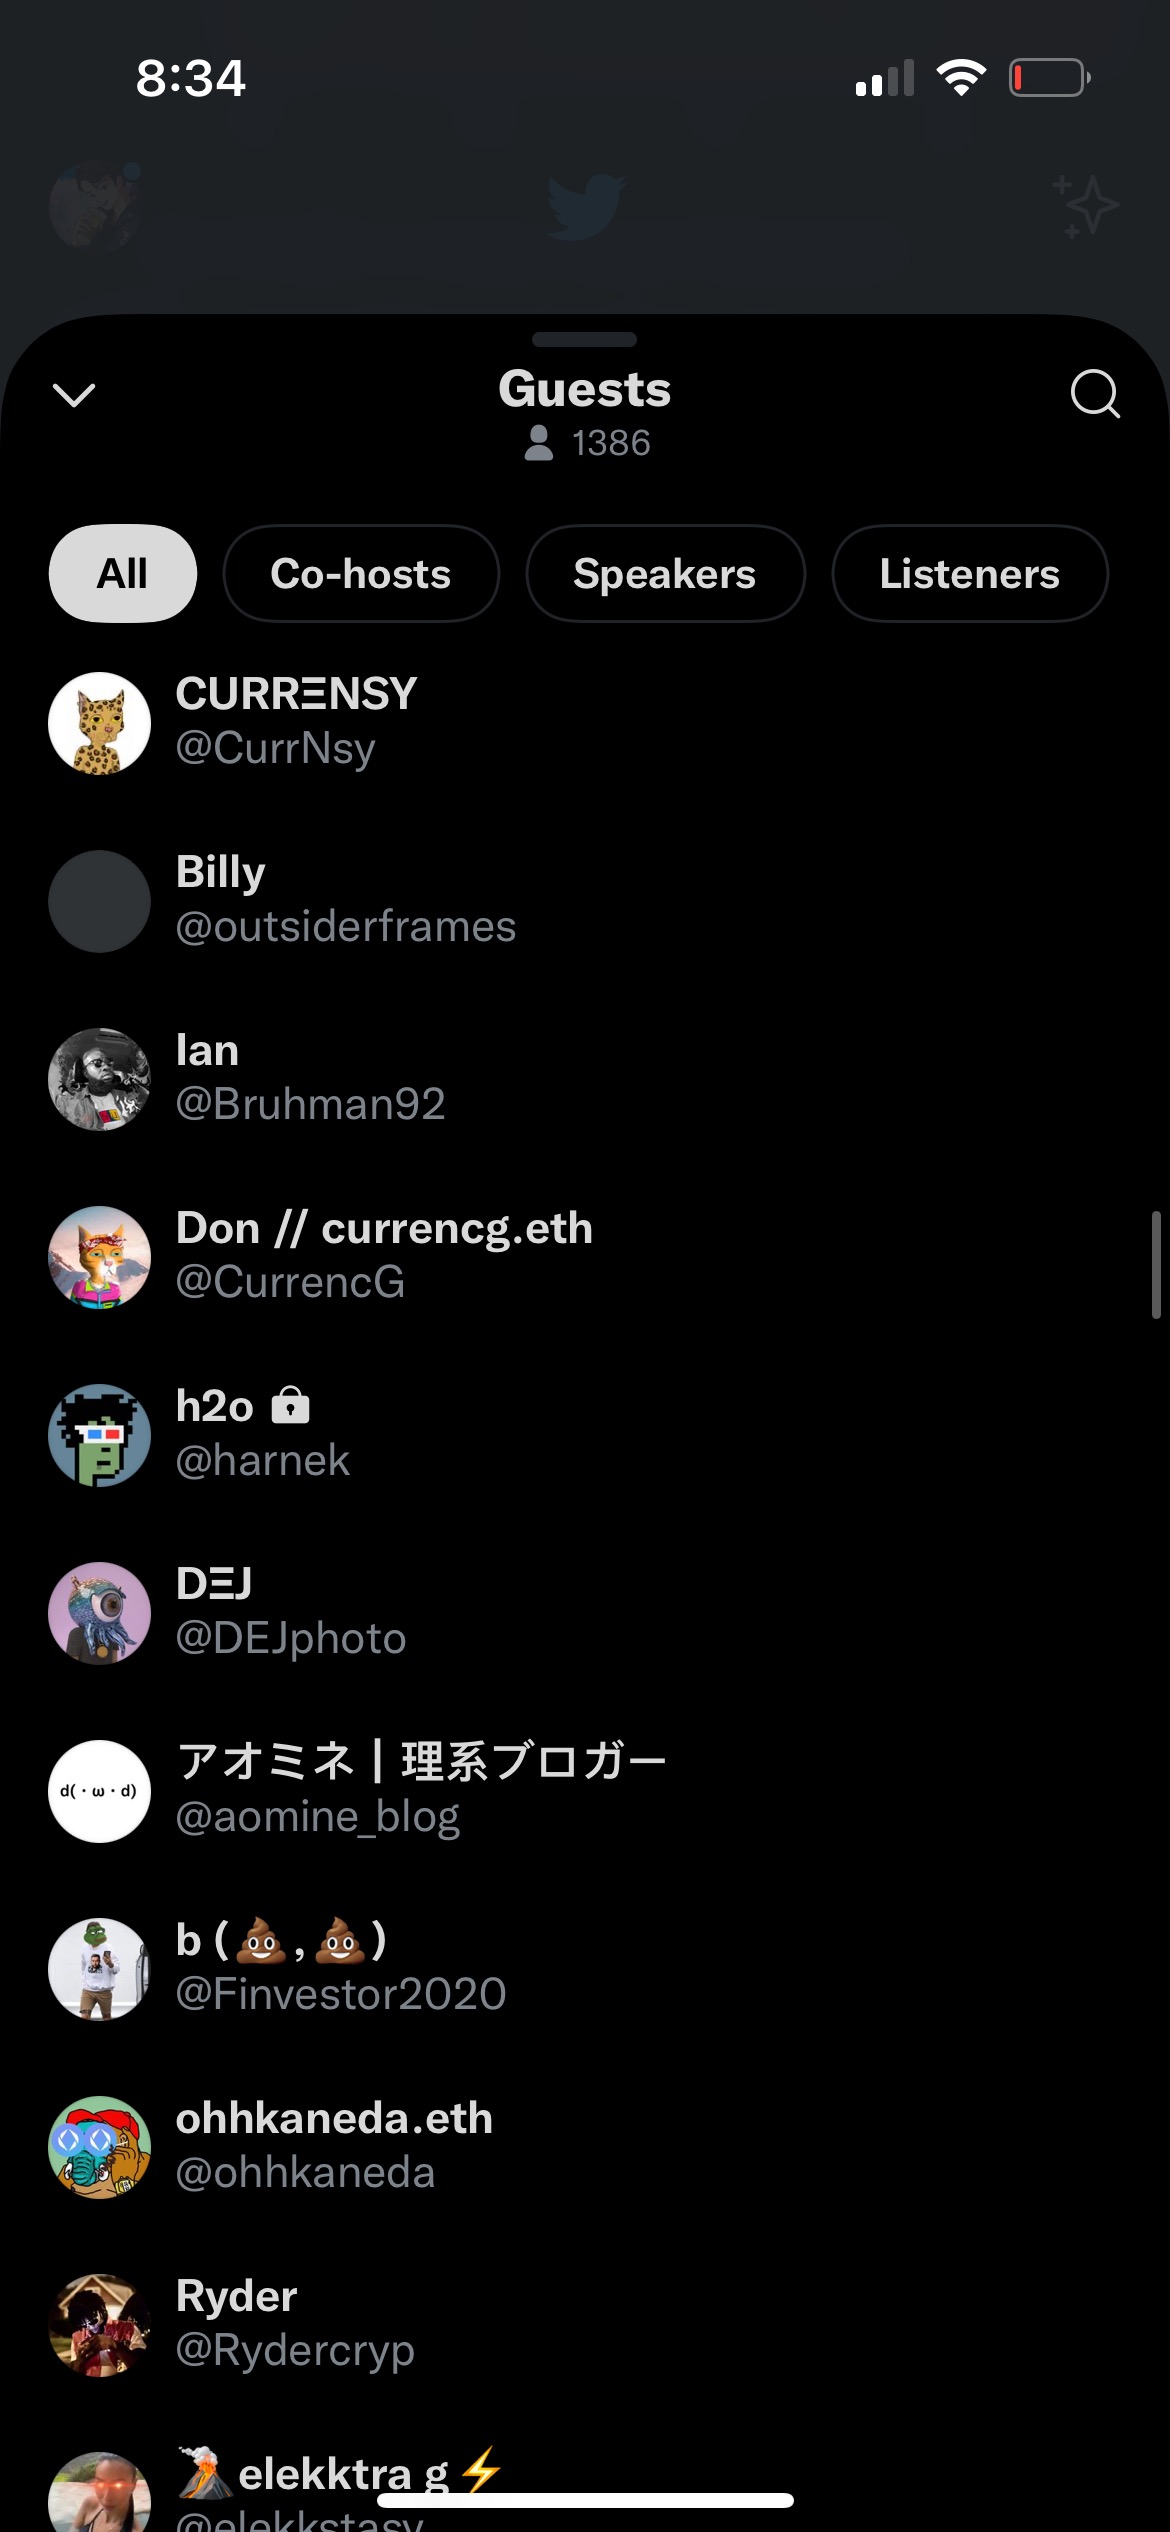 8:34
Guests
1386
All Co-hosts Speakers Listeners
CURRΞNSY
@CurrNsy
Billy
@outsiderframes
Ian
@Bruhman92
Don // currencg.eth
@CurrencG
h2o
@harnek
DΞJ
@DEJphoto
アオミネ | 理系ブロガー
d(・ω・d)
@aomine_blog
b (💩, 💩)
@Finvestor2020
ohhkaneda.eth
@ohhkaneda
Ryder
@Rydercryp
🌋elekktra g⚡
@elekkstasy